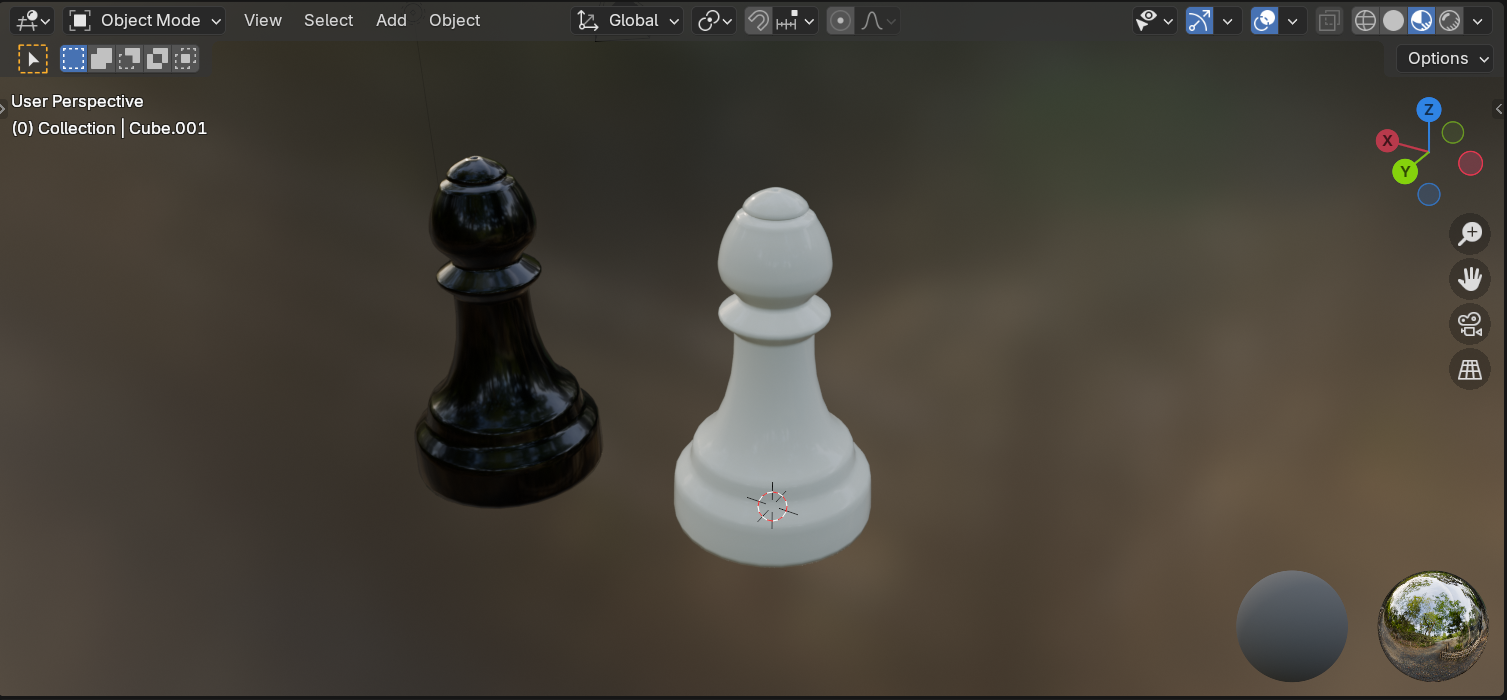 Object Mode View Select Add Object Global
Options
User Perspective
(0) Collection | Cube.001
Z
X
Y